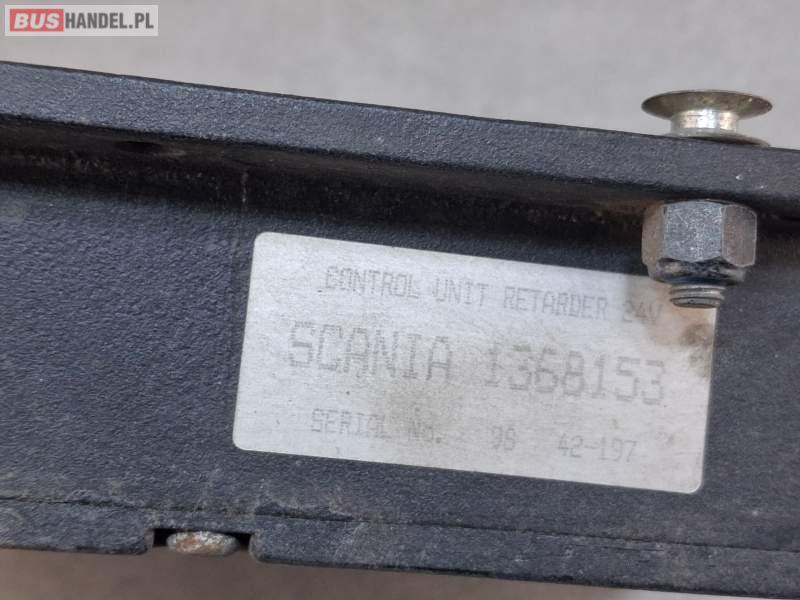 BUSHANDEL.PL
CONTROL UNIT RETARDER 24V
SCANIA 1368153
SERIAL No. 98 42-197